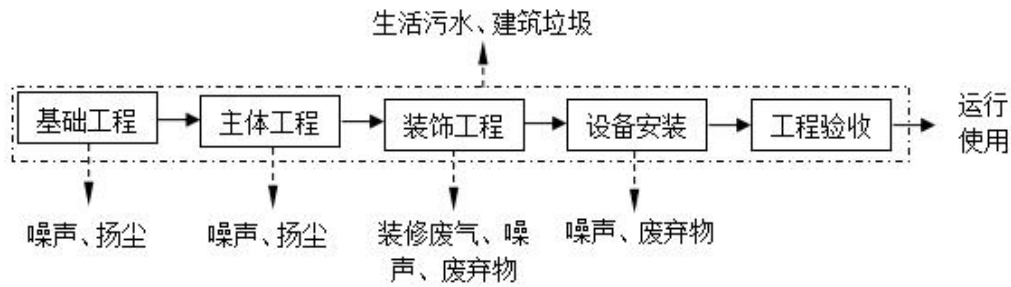 生活污水、建筑垃圾
基础工程
主体工程
装饰工程
设备安装
工程验收
运行
使用
噪声、扬尘
噪声、扬尘
装修废气、噪
声、废弃物
噪声、废弃物